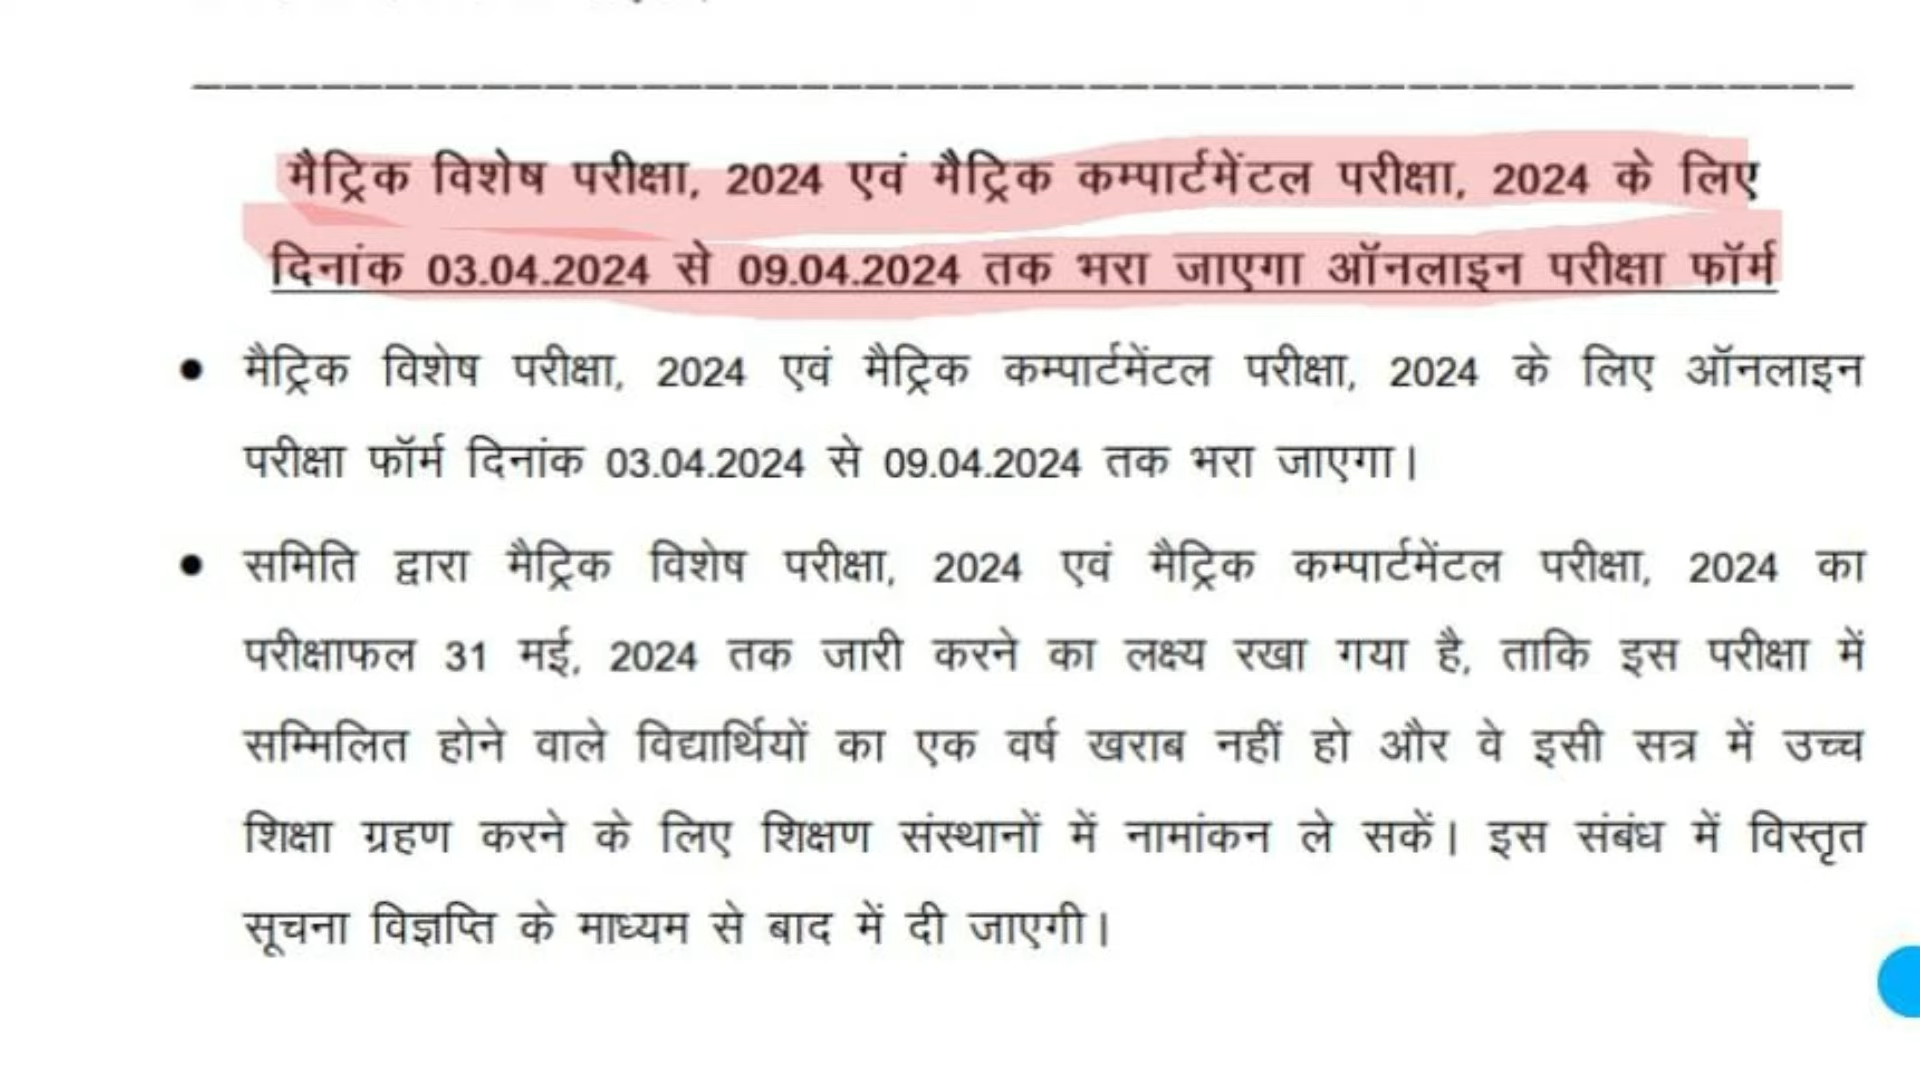 मैट्रिक विशेष परीक्षा, 2024 एवं मैट्रिक कम्पार्टमेंटल परीक्षा, 2024 के लिए
दिनांक 03.04.2024 से 09.04.2024 तक भरा जाएगा ऑनलाइन परीक्षा फॉर्म
● मैट्रिक विशेष परीक्षा, 2024 एवं मैट्रिक कम्पार्टमेंटल परीक्षा, 2024 के लिए ऑनलाइन
परीक्षा फॉर्म दिनांक 03.04.2024 से 09.04.2024 तक भरा जाएगा।
● समिति द्वारा मैट्रिक विशेष परीक्षा, 2024 एवं मैट्रिक कम्पार्टमेंटल परीक्षा, 2024 का
परीक्षाफल 31 मई, 2024 तक जारी करने का लक्ष्य रखा गया है, ताकि इस परीक्षा में
सम्मिलित होने वाले विद्यार्थियों का एक वर्ष खराब नहीं हो और वे इसी सत्र में उच्च
शिक्षा ग्रहण करने के लिए शिक्षण संस्थानों में नामांकन ले सकें। इस संबंध में विस्तृत
सूचना विज्ञप्ति के माध्यम से बाद में दी जाएगी।